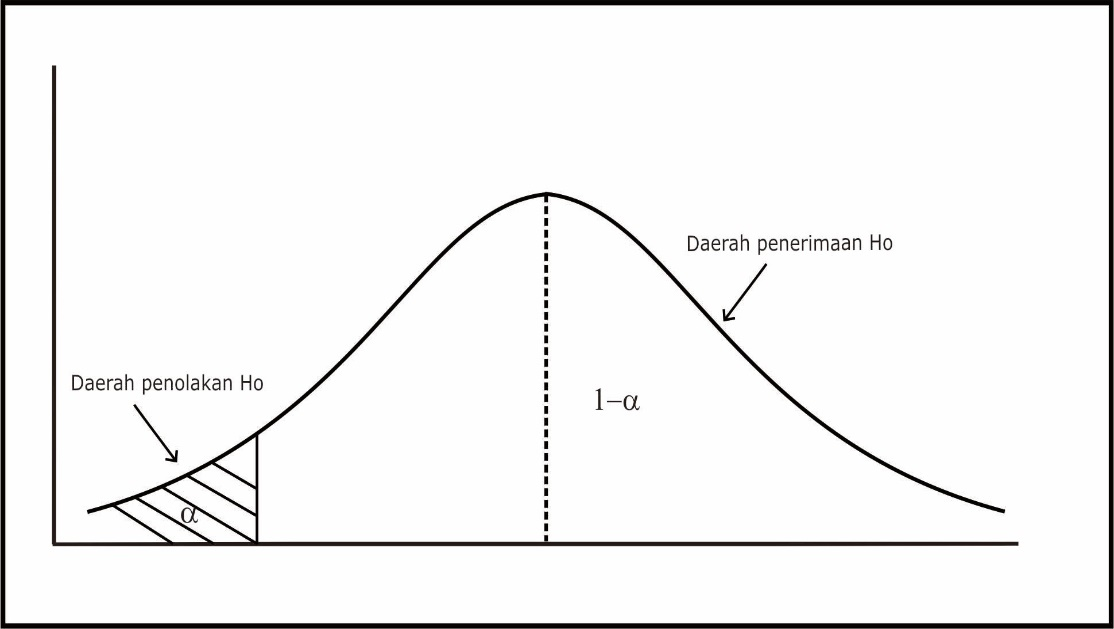 Daerah penerimaan Ho
Daerah penolakan Ho
1−α
α